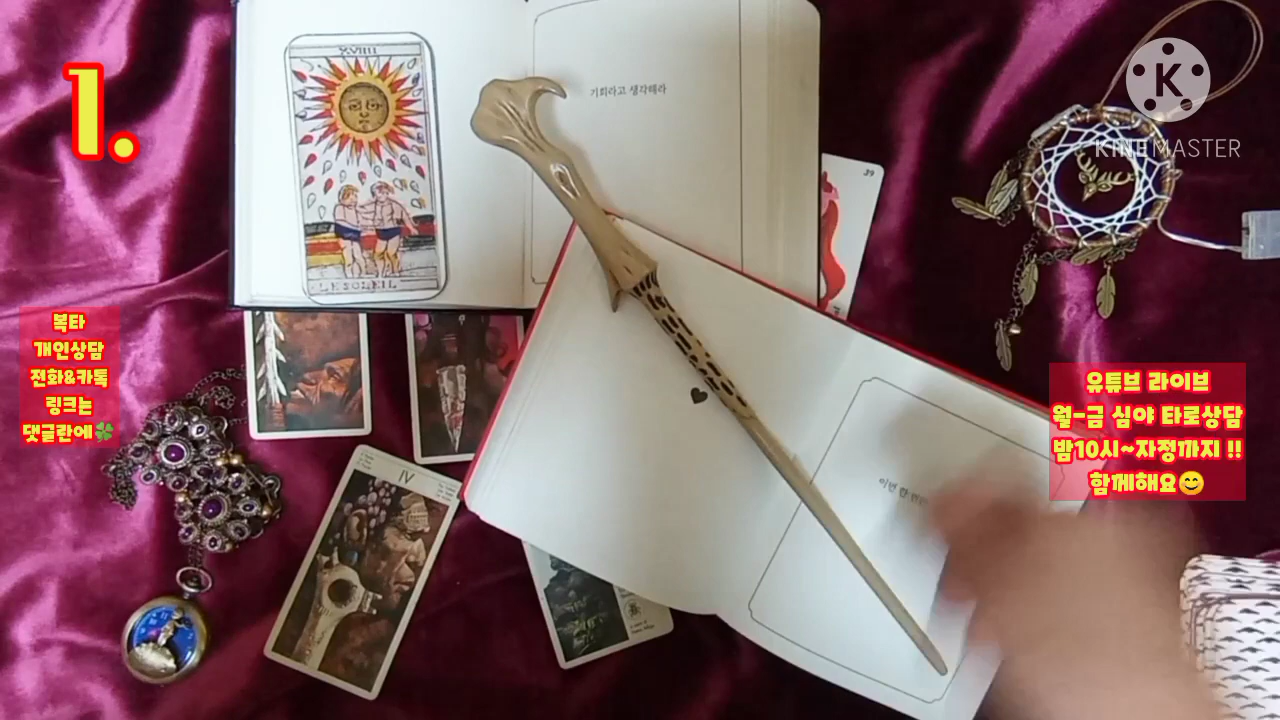 1.
XVIIII
LE SOLEIL
기회라고 생각해라
39
KINEMASTER
복타
개인상담
전화&카톡
링크는
댓글란에🍀
유튜브 라이브
월-금 심야 타로상담
밤10시~자정까지 !!
함께해요😊
IV
이번 한